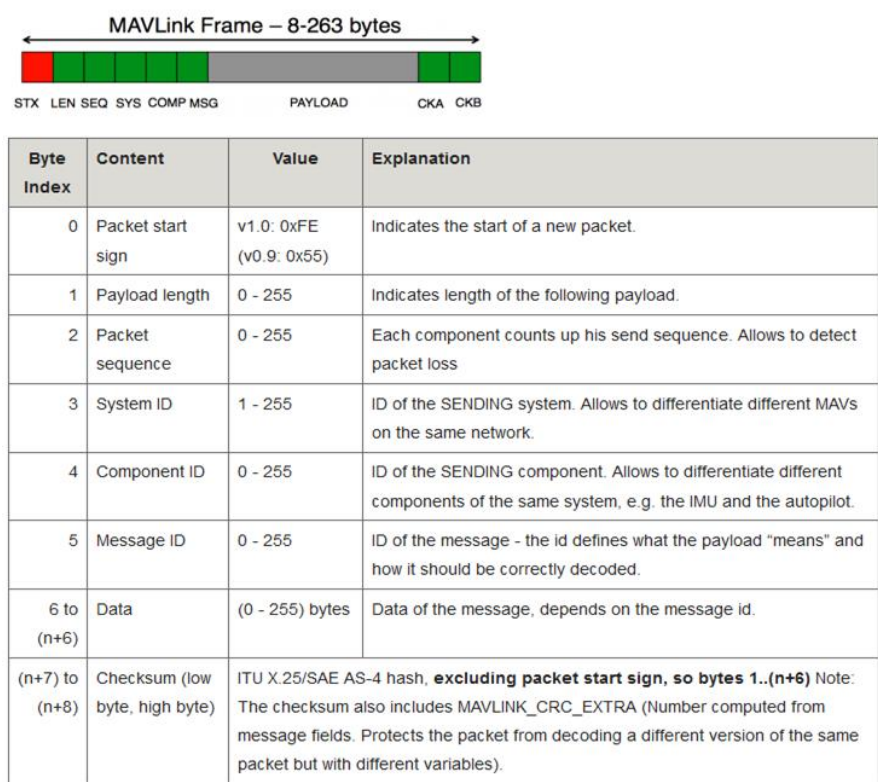 MAVLink Frame – 8-263 bytes
STX LEN SEQ SYS COMP MSG PAYLOAD CKA CKB
Byte Index Content Value Explanation
0 Packet start sign v1.0: 0xFE (v0.9: 0x55) Indicates the start of a new packet.
1 Payload length 0 - 255 Indicates length of the following payload.
2 Packet sequence 0 - 255 Each component counts up his send sequence. Allows to detect packet loss
3 System ID 1 - 255 ID of the SENDING system. Allows to differentiate different MAVs on the same network.
4 Component ID 0 - 255 ID of the SENDING component. Allows to differentiate different components of the same system, e.g. the IMU and the autopilot.
5 Message ID 0 - 255 ID of the message - the id defines what the payload “means” and how it should be correctly decoded.
6 to (n+6) Data (0 - 255) bytes Data of the message, depends on the message id.
(n+7) to (n+8) Checksum (low byte, high byte) ITU X.25/SAE AS-4 hash, excluding packet start sign, so bytes 1..(n+6) Note: The checksum also includes MAVLINK_CRC_EXTRA (Number computed from message fields. Protects the packet from decoding a different version of the same packet but with different variables).